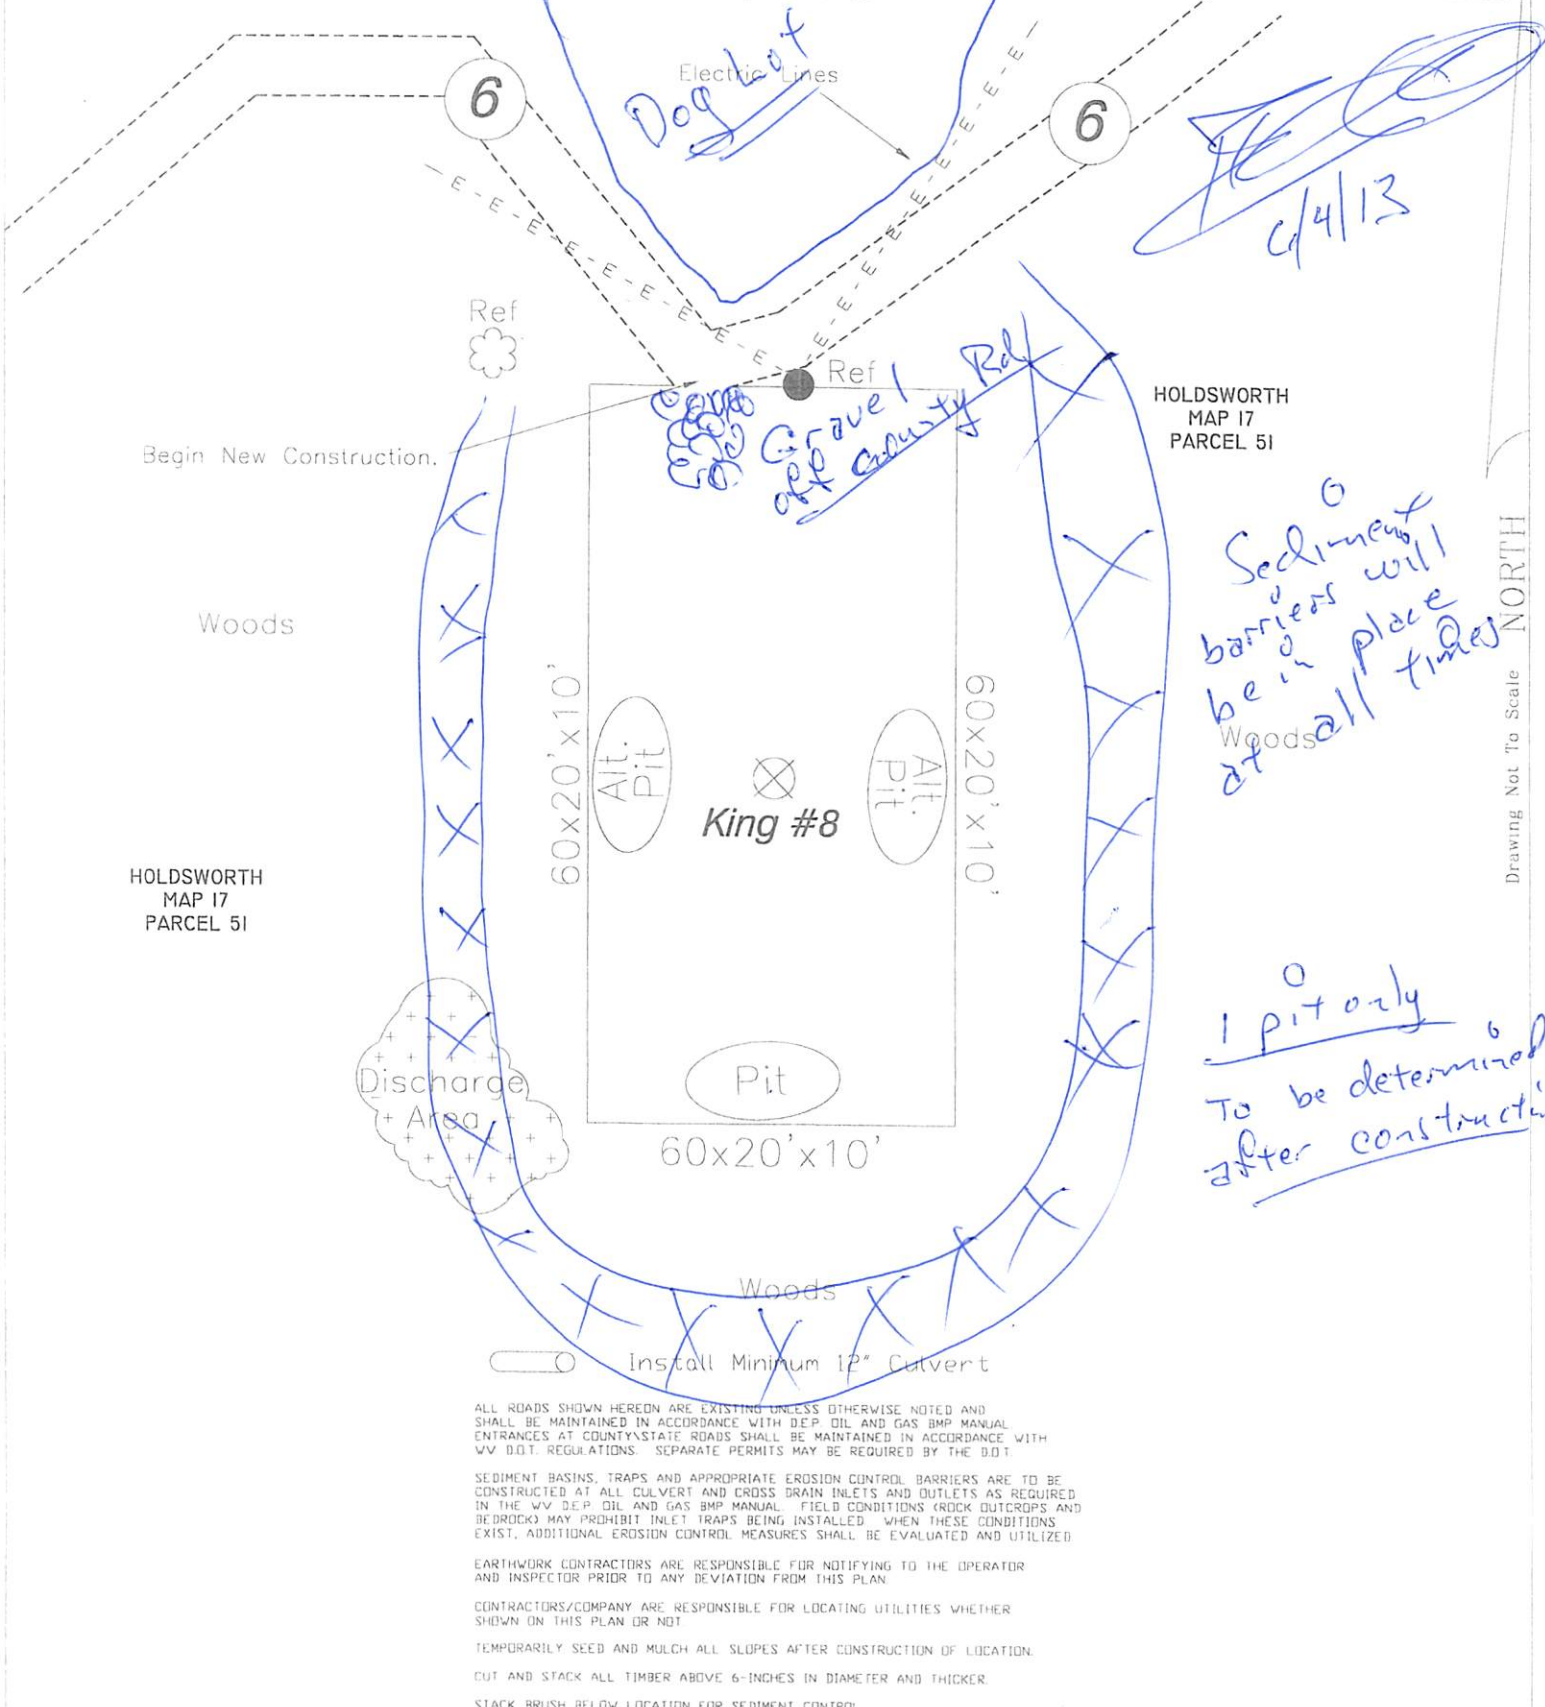 Dog Lot
Electric Lines
6
6
E-E-E-E-E-E-E-E-E
E-E-E-E-E-E-E-E-E-E
6/4/13
Ref
Ref
Gravel
off county Rd
HOLDSWORTH
MAP 17
PARCEL 51
Begin New Construction.
Sediment
barriers will
be in place
at all times
NORTH
Drawing Not To Scale
Woods
Woods
60x20'x10'
Alt.
Pit
King #8
Alt.
Pit
60x20'x10'
HOLDSWORTH
MAP 17
PARCEL 51
1 pit only
To be determined
after constructi
Discharge
Area
Pit
60x20'x10'
Woods
Install Minimum 12" Culvert
ALL ROADS SHOWN HEREON ARE EXISTING UNLESS OTHERWISE NOTED AND
SHALL BE MAINTAINED IN ACCORDANCE WITH D.E.P. OIL AND GAS BMP MANUAL.
ENTRANCES AT COUNTY\STATE ROADS SHALL BE MAINTAINED IN ACCORDANCE WITH
WV D.O.T. REGULATIONS. SEPARATE PERMITS MAY BE REQUIRED BY THE D.O.T.
SEDIMENT BASINS, TRAPS AND APPROPRIATE EROSION CONTROL BARRIERS ARE TO BE
CONSTRUCTED AT ALL CULVERT AND CROSS DRAIN INLETS AND OUTLETS AS REQUIRED
IN THE WV D.E.P. OIL AND GAS BMP MANUAL. FIELD CONDITIONS (ROCK OUTCROPS AND
BEDROCK) MAY PROHIBIT INLET TRAPS BEING INSTALLED. WHEN THESE CONDITIONS
EXIST, ADDITIONAL EROSION CONTROL MEASURES SHALL BE EVALUATED AND UTILIZED.
EARTHWORK CONTRACTORS ARE RESPONSIBLE FOR NOTIFYING TO THE OPERATOR
AND INSPECTOR PRIOR TO ANY DEVIATION FROM THIS PLAN.
CONTRACTORS/COMPANY ARE RESPONSIBLE FOR LOCATING UTILITIES WHETHER
SHOWN ON THIS PLAN OR NOT
TEMPORARILY SEED AND MULCH ALL SLOPES AFTER CONSTRUCTION OF LOCATION.
CUT AND STACK ALL TIMBER ABOVE 6-INCHES IN DIAMETER AND THICKER.
STACK BRUSH BELOW LOCATION FOR SEDIMENT CONTROL